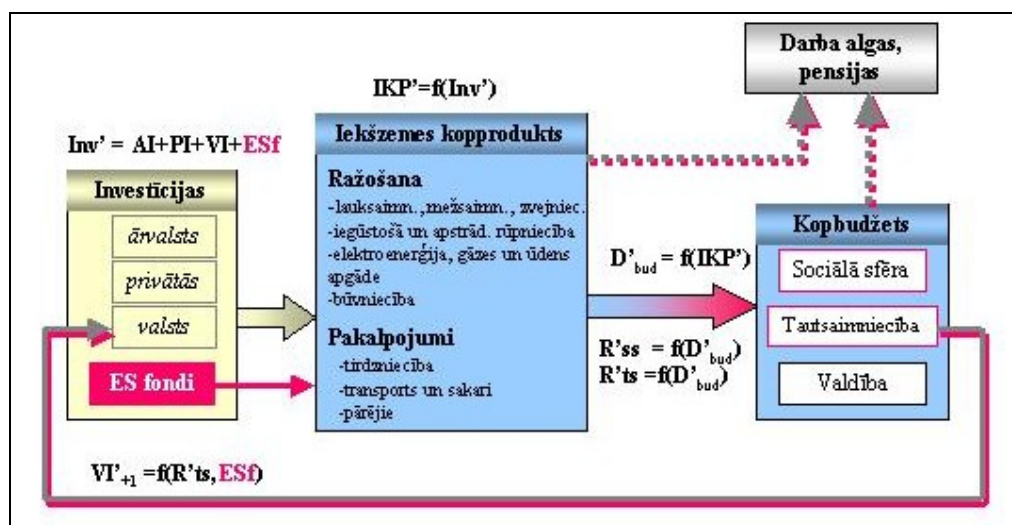 Darba algas,
pensijas
IKP'=f(Inv')
Inv' = AI+PI+VI+ESf
Investīcijas
ārvalsts
privātās
valsts
ES fondi
Iekšzemes kopprodukts
Ražošana
-lauksaimn.,mežsaimn., zvejniec.
-iegūstošā un apstrād. rūpniecība
-elektroenerģija, gāzes un ūdens
apgāde
-būvniecība
Pakalpojumi
-tirdzniecība
-transports un sakari
-pārējie
D'bud = f(IKP')
R'ss = f(D'bud)
R'ts =f(D'bud)
Kopbudžets
Sociālā sfēra
Tautsaimniecība
Valdība
VI'+1 =f(R'ts,ESf)